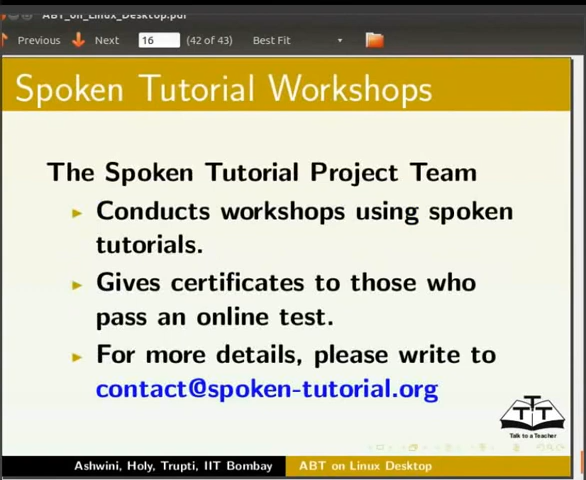 ABT_on_Linux_Desktop.pdf
Previous Next 16 (42 of 43) Best Fit
Spoken Tutorial Workshops
The Spoken Tutorial Project Team
Conducts workshops using spoken
tutorials.
Gives certificates to those who
pass an online test.
For more details, please write to
contact@spoken-tutorial.org
TTT
Talk to a Teacher
Ashwini, Holy, Trupti, IIT Bombay ABT on Linux Desktop